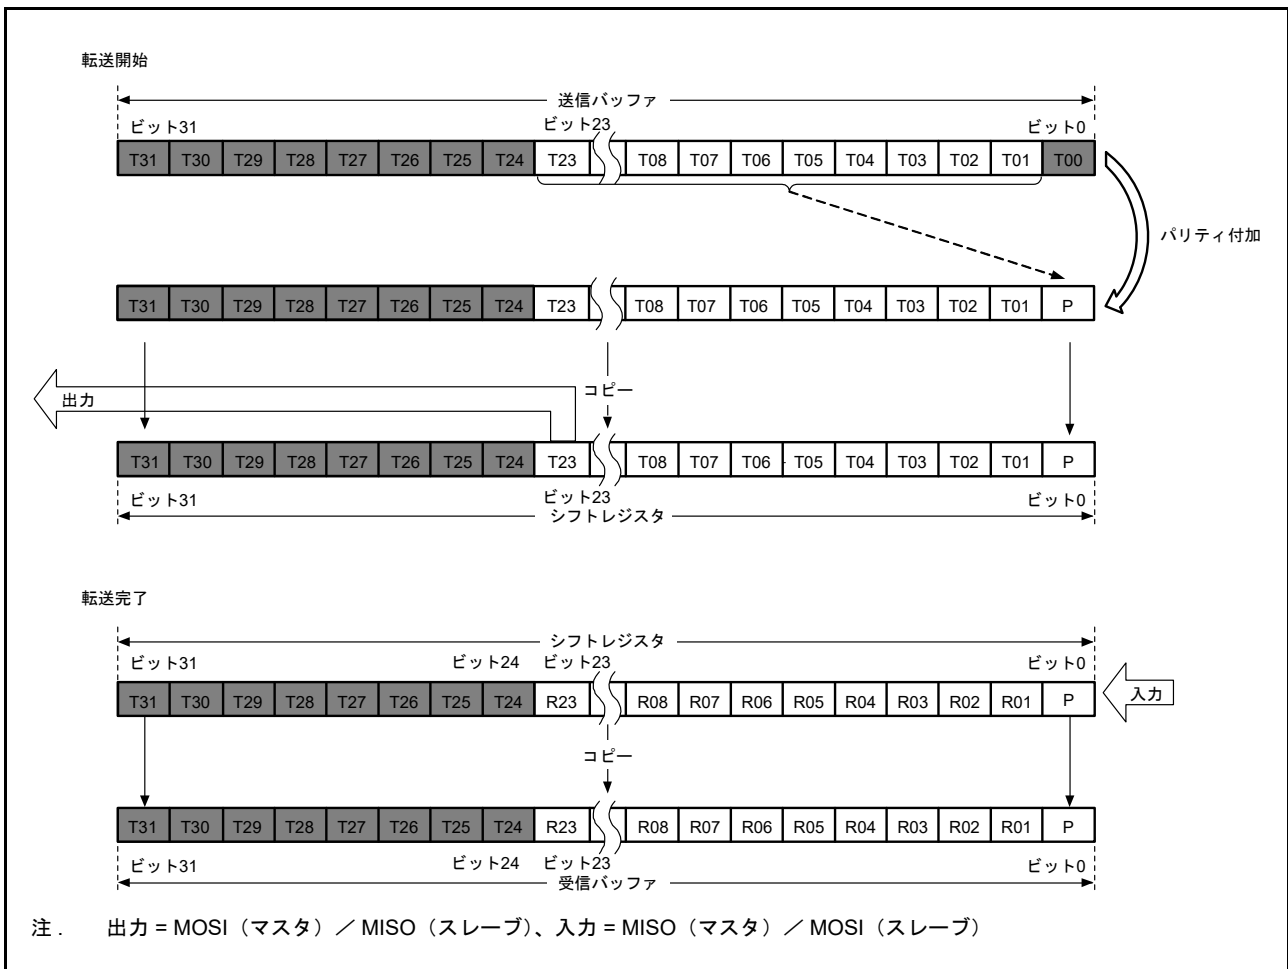 転送開始
送信バッファ
ビット31 ビット23 ビット0
T31 T30 T29 T28 T27 T26 T25 T24 T23 T08 T07 T06 T05 T04 T03 T02 T01 T00
パリティ付加
T31 T30 T29 T28 T27 T26 T25 T24 T23 T08 T07 T06 T05 T04 T03 T02 T01 P
コピー
出力
T31 T30 T29 T28 T27 T26 T25 T24 T23 T08 T07 T06 T05 T04 T03 T02 T01 P
ビット31 ビット23 ビット0
シフトレジスタ
転送完了
シフトレジスタ
ビット31 ビット24 ビット23 ビット0
T31 T30 T29 T28 T27 T26 T25 T24 R23 R08 R07 R06 R05 R04 R03 R02 R01 P
入力
コピー
T31 T30 T29 T28 T27 T26 T25 T24 R23 R08 R07 R06 R05 R04 R03 R02 R01 P
ビット31 ビット24 ビット23 ビット0
受信バッファ
注. 出力 = MOSI(マスタ)/ MISO(スレーブ)、入力 = MISO(マスタ)/ MOSI(スレーブ)